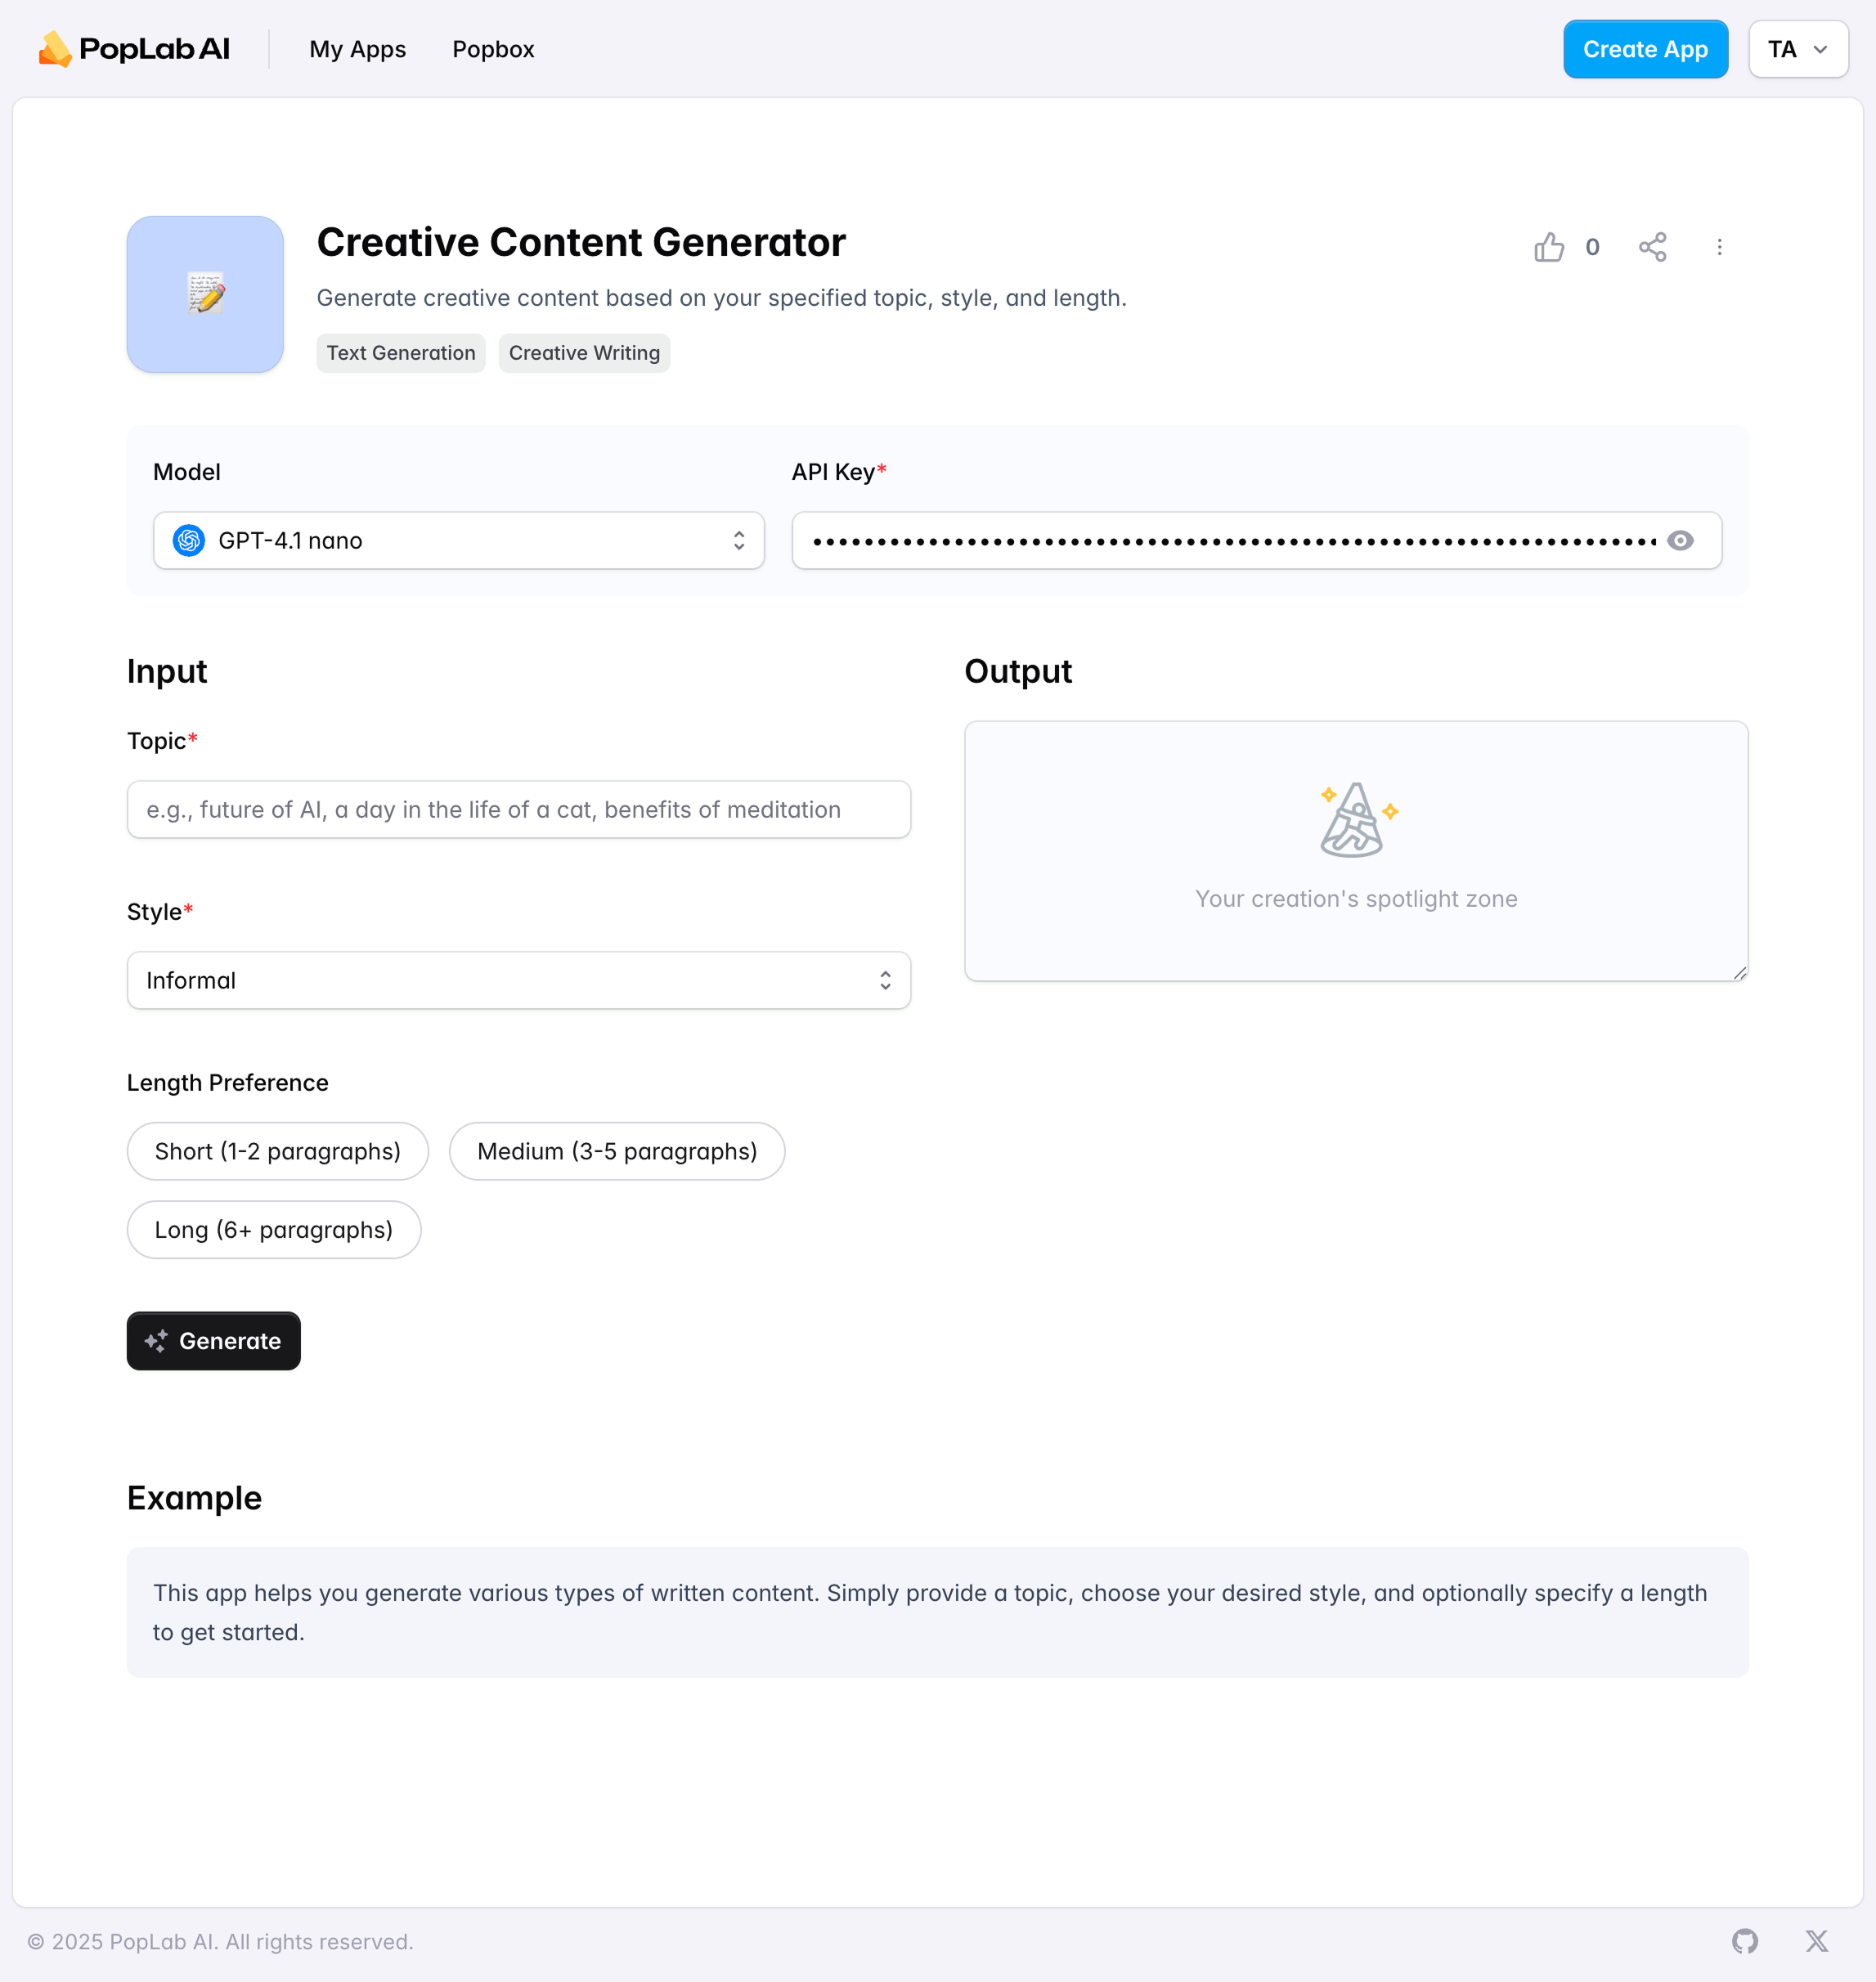 PopLab AI
My Apps
Popbox
Create App
TA
Creative Content Generator
0
Generate creative content based on your specified topic, style, and length.
Text Generation
Creative Writing
Model
API Key*
GPT-4.1 nano
Input
Output
Topic*
e.g., future of AI, a day in the life of a cat, benefits of meditation
Your creation's spotlight zone
Style*
Informal
Length Preference
Short (1-2 paragraphs)
Medium (3-5 paragraphs)
Long (6+ paragraphs)
Generate
Example
This app helps you generate various types of written content. Simply provide a topic, choose your desired style, and optionally specify a length
to get started.
© 2025 PopLab AI. All rights reserved.